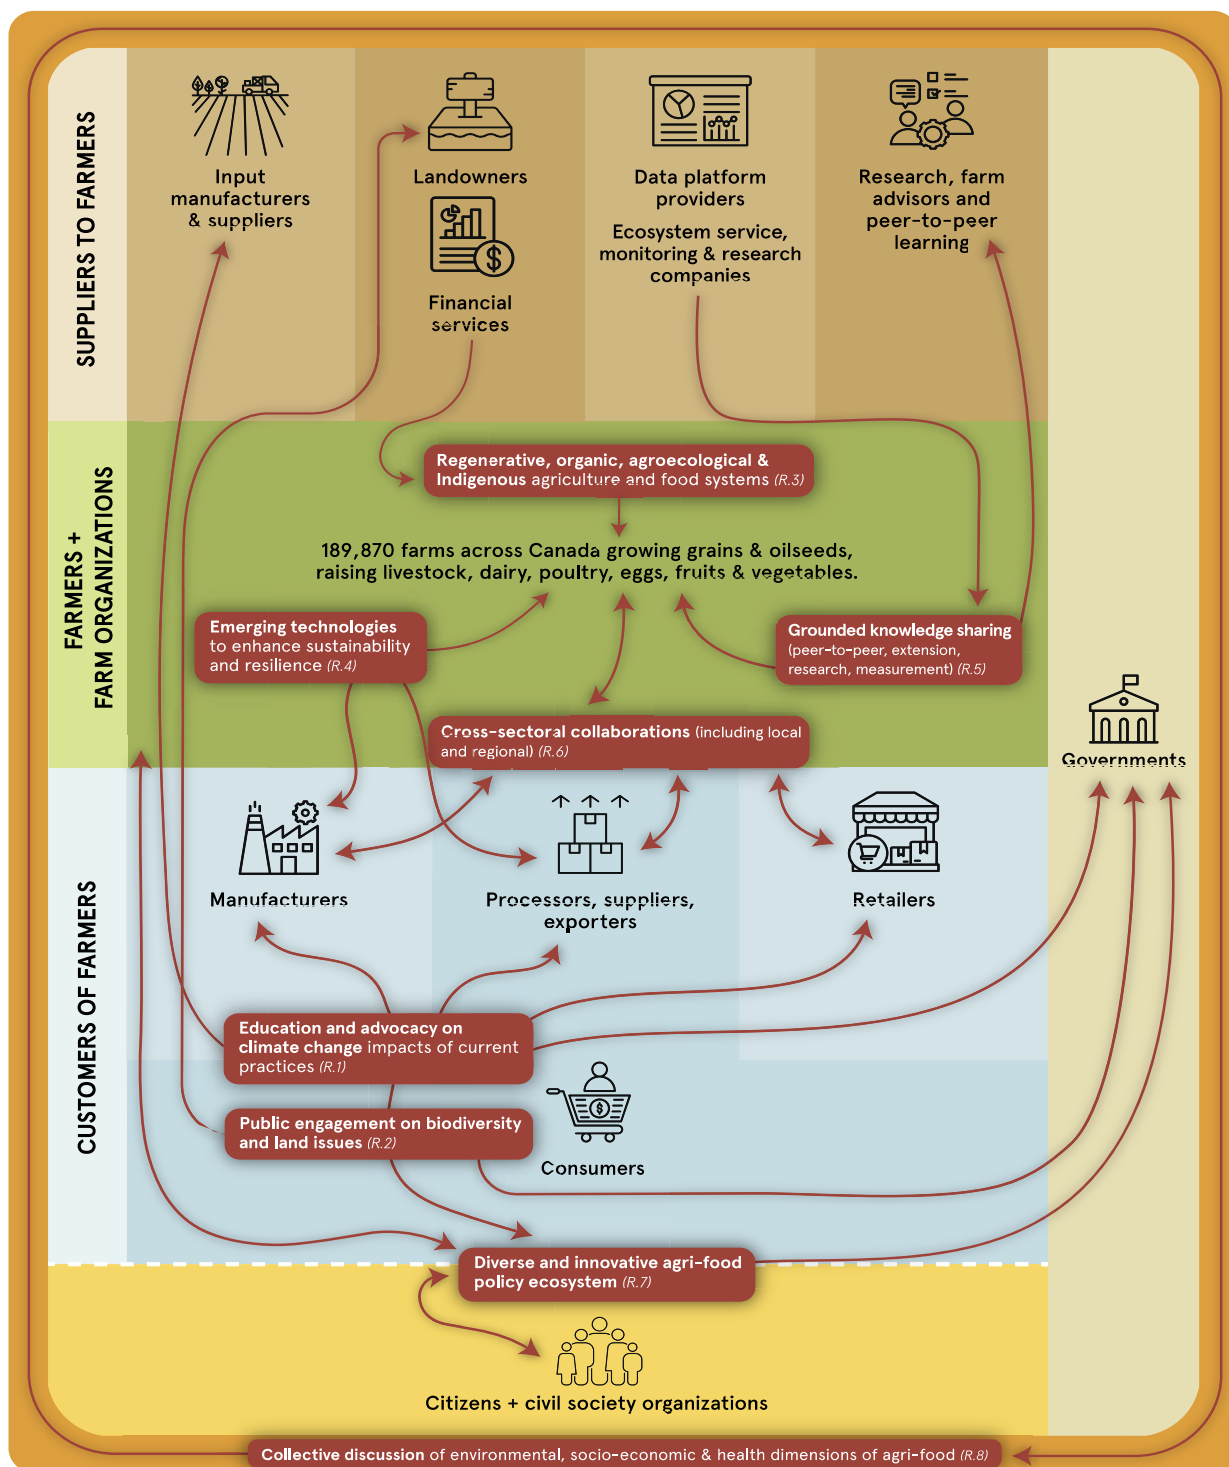 SUPPLIERS TO FARMERS
Input
manufacturers
& suppliers
Landowners
Financial
services
Data platform
providers
Ecosystem service,
monitoring & research
companies
Research, farm
advisors and
peer-to-peer
learning
FARMERS +
FARM ORGANIZATIONS
Regenerative, organic, agroecological &
Indigenous agriculture and food systems (R.3)
189,870 farms across Canada growing grains & oilseeds,
raising livestock, dairy, poultry, eggs, fruits & vegetables.
Emerging technologies
to enhance sustainability
and resilience (R.4)
Grounded knowledge sharing
(peer-to-peer, extension,
research, measurement) (R.5)
Cross-sectoral collaborations (including local
and regional) (R.6)
Governments
CUSTOMERS OF FARMERS
Manufacturers
Processors, suppliers,
exporters
Retailers
Education and advocacy on
climate change impacts of current
practices (R.1)
Public engagement on biodiversity
and land issues (R.2)
Consumers
Diverse and innovative agri-food
policy ecosystem (R.7)
Citizens + civil society organizations
Collective discussion of environmental, socio-economic & health dimensions of agri-food (R.8)